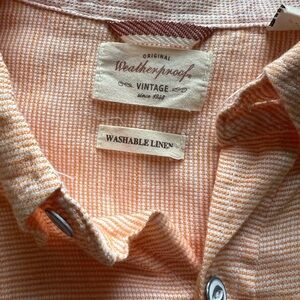 ORIGINAL
Weatherproof
VINTAGE
since 1948
WASHABLE LINEN